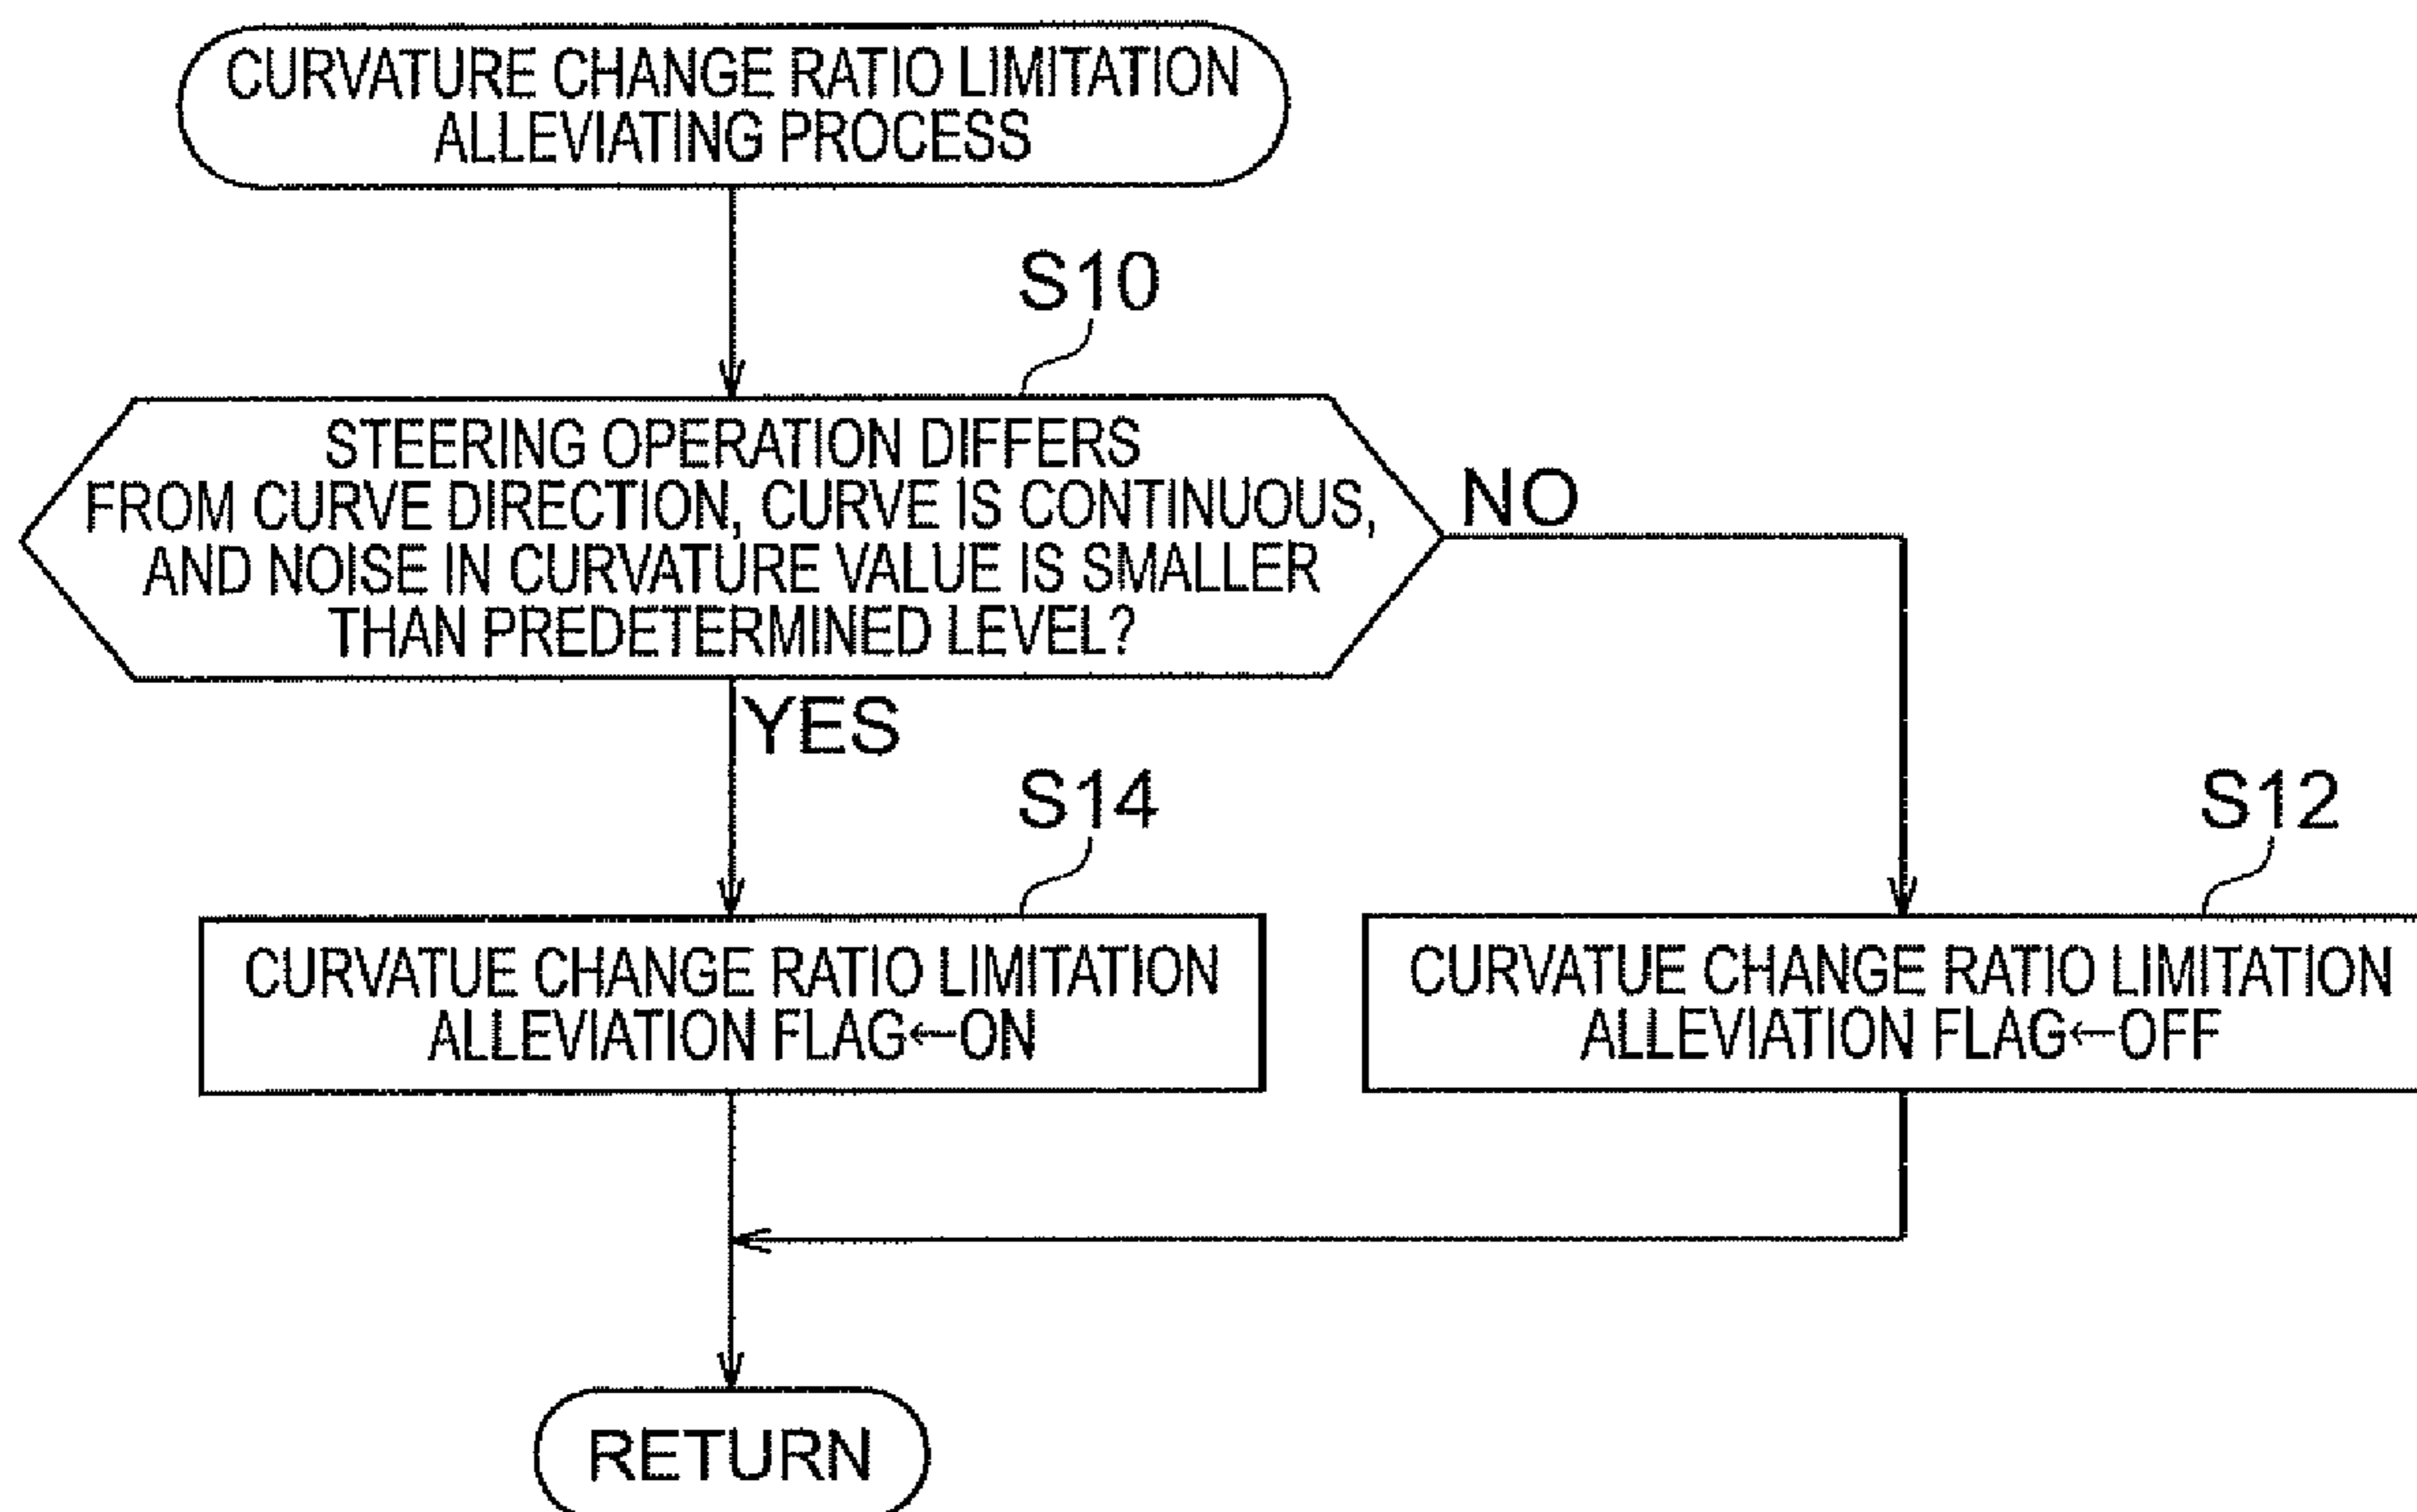 CURVATURE CHANGE RATIO LIMITATION
ALLEVIATING PROCESS
S10
STEERING OPERATION DIFFERS
FROM CURVE DIRECTION, CURVE IS CONTINUOUS,
AND NOISE IN CURVATURE VALUE IS SMALLER
THAN PREDETERMINED LEVEL?
NO
YES
S14
S12
CURVATUE CHANGE RATIO LIMITATION
ALLEVIATION FLAG←ON
CURVATUE CHANGE RATIO LIMITATION
ALLEVIATION FLAG←OFF
RETURN